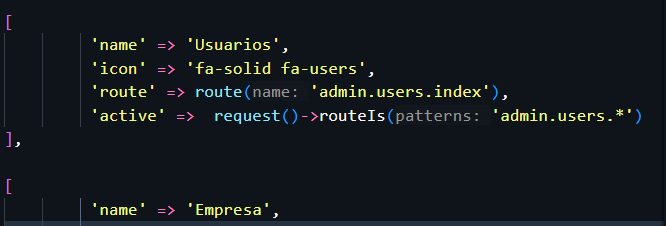 [
'name' => 'Usuarios',
'icon' => 'fa-solid fa-users',
'route' => route(name: 'admin.users.index'),
'active' =>  request()->routeIs(patterns: 'admin.users.*')
],
[
'name' => 'Empresa',